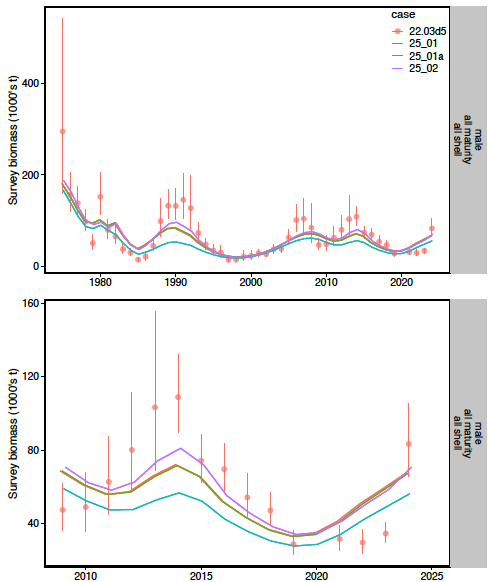 case
22.03d5
25_01
25_01a
25_02
Survey biomass (1000's t)
400
200
0
1980
1990
2000
2010
2020
male
all maturity
all shell
Survey biomass (1000's t)
160
120
80
40
2010
2015
2020
2025
male
all maturity
all shell